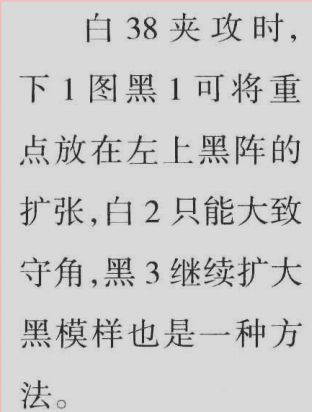 白 38 夹攻时,
下 1 图黑 1 可将重
点放在左上黑阵的
扩张,白 2 只能大致
守角,黑 3 继续扩大
黑模样也是一种方
法。